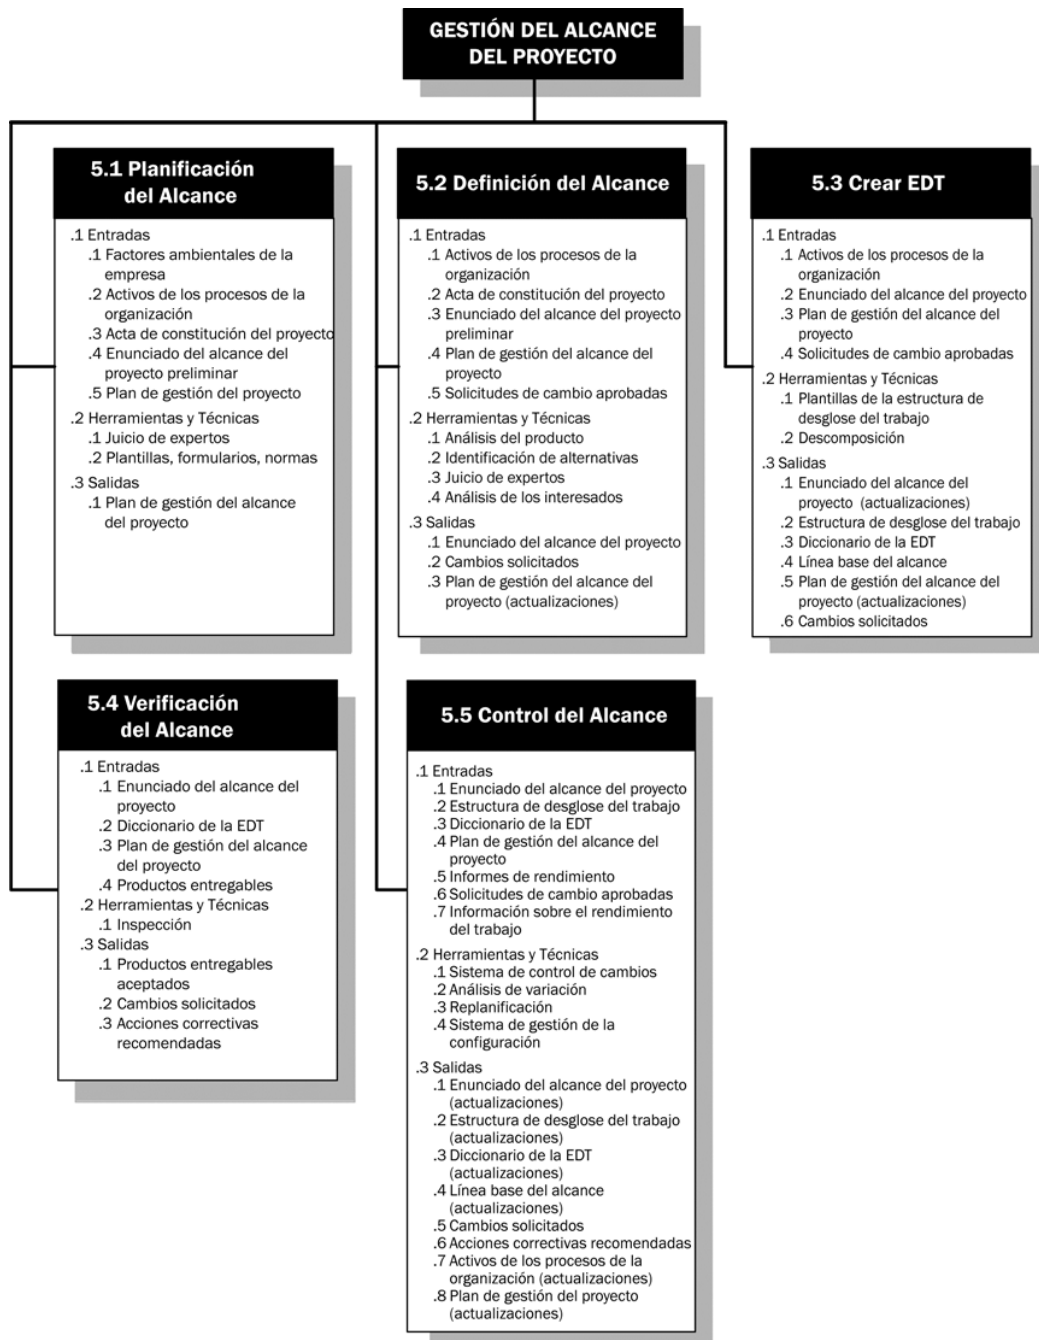 GESTIÓN DEL ALCANCE
DEL PROYECTO
5.1 Planificación
del Alcance
.1 Entradas
.1 Factores ambientales de la
empresa
.2 Activos de los procesos de la
organización
.3 Acta de constitución del proyecto
.4 Enunciado del alcance del
proyecto preliminar
.5 Plan de gestión del proyecto
.2 Herramientas y Técnicas
.1 Juicio de expertos
.2 Plantillas, formularios, normas
.3 Salidas
.1 Plan de gestión del alcance
del proyecto
5.2 Definición del Alcance
.1 Entradas
.1 Activos de los procesos de la
organización
.2 Acta de constitución del proyecto
.3 Enunciado del alcance del proyecto
preliminar
.4 Plan de gestión del alcance del
proyecto
.5 Solicitudes de cambio aprobadas
.2 Herramientas y Técnicas
.1 Análisis del producto
.2 Identificación de alternativas
.3 Juicio de expertos
.4 Análisis de los interesados
.3 Salidas
.1 Enunciado del alcance del proyecto
.2 Cambios solicitados
.3 Plan de gestión del alcance del
proyecto (actualizaciones)
5.3 Crear EDT
.1 Entradas
.1 Activos de los procesos de la
organización
.2 Enunciado del alcance del proyecto
.3 Plan de gestión del alcance del
proyecto
.4 Solicitudes de cambio aprobadas
.2 Herramientas y Técnicas
.1 Plantillas de la estructura de
desglose del trabajo
.2 Descomposición
.3 Salidas
.1 Enunciado del alcance del
proyecto (actualizaciones)
.2 Estructura de desglose del trabajo
.3 Diccionario de la EDT
.4 Línea base del alcance
.5 Plan de gestión del alcance del
proyecto (actualizaciones)
.6 Cambios solicitados
5.4 Verificación
del Alcance
.1 Entradas
.1 Enunciado del alcance del
proyecto
.2 Diccionario de la EDT
.3 Plan de gestión del alcance
del proyecto
.4 Productos entregables
.2 Herramientas y Técnicas
.1 Inspección
.3 Salidas
.1 Productos entregables
aceptados
.2 Cambios solicitados
.3 Acciones correctivas
recomendadas
5.5 Control del Alcance
.1 Entradas
.1 Enunciado del alcance del proyecto
.2 Estructura de desglose del trabajo
.3 Diccionario de la EDT
.4 Plan de gestión del alcance del
proyecto
.5 Informes de rendimiento
.6 Solicitudes de cambio aprobadas
.7 Información sobre el rendimiento
del trabajo
.2 Herramientas y Técnicas
.1 Sistema de control de cambios
.2 Análisis de variación
.3 Replanificación
.4 Sistema de gestión de la
configuración
.3 Salidas
.1 Enunciado del alcance del proyecto
(actualizaciones)
.2 Estructura de desglose del trabajo
(actualizaciones)
.3 Diccionario de la EDT
(actualizaciones)
.4 Línea base del alcance
(actualizaciones)
.5 Cambios solicitados
.6 Acciones correctivas recomendadas
.7 Activos de los procesos de la
organización (actualizaciones)
.8 Plan de gestión del proyecto
(actualizaciones)